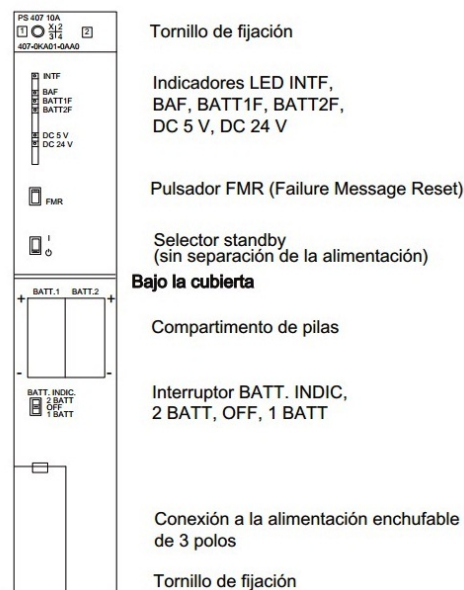 PS 407 10A
1 X 1 2 3 4 2
407-0KA01-0AA0
Tornillo de fijación
INTF
BAF
BATT1F
BATT2F
DC 5 V
DC 24 V
Indicadores LED INTF,
BAF, BATT1F, BATT2F,
DC 5 V, DC 24 V
FMR
Pulsador FMR (Failure Message Reset)
I
Selector standby
(sin separación de la alimentación)
Bajo la cubierta
BATT.1 BATT.2
+ +
Compartimento de pilas
- -
BATT. INDIC.
2 BATT
OFF
1 BATT
Interruptor BATT. INDIC,
2 BATT, OFF, 1 BATT
Conexión a la alimentación enchufable
de 3 polos
Tornillo de fijación